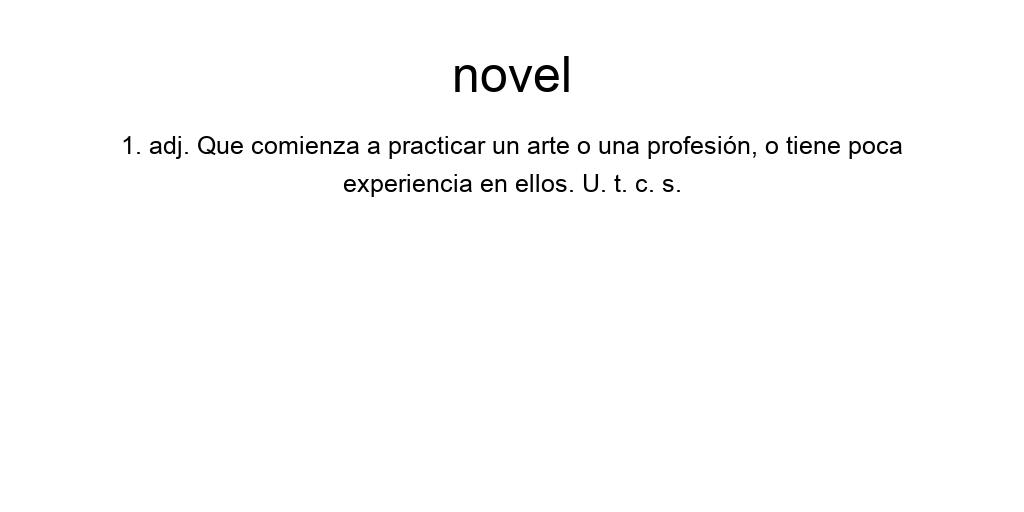 novel
1. adj. Que comienza a practicar un arte o una profesión, o tiene poca
experiencia en ellos. U. t. c. s.